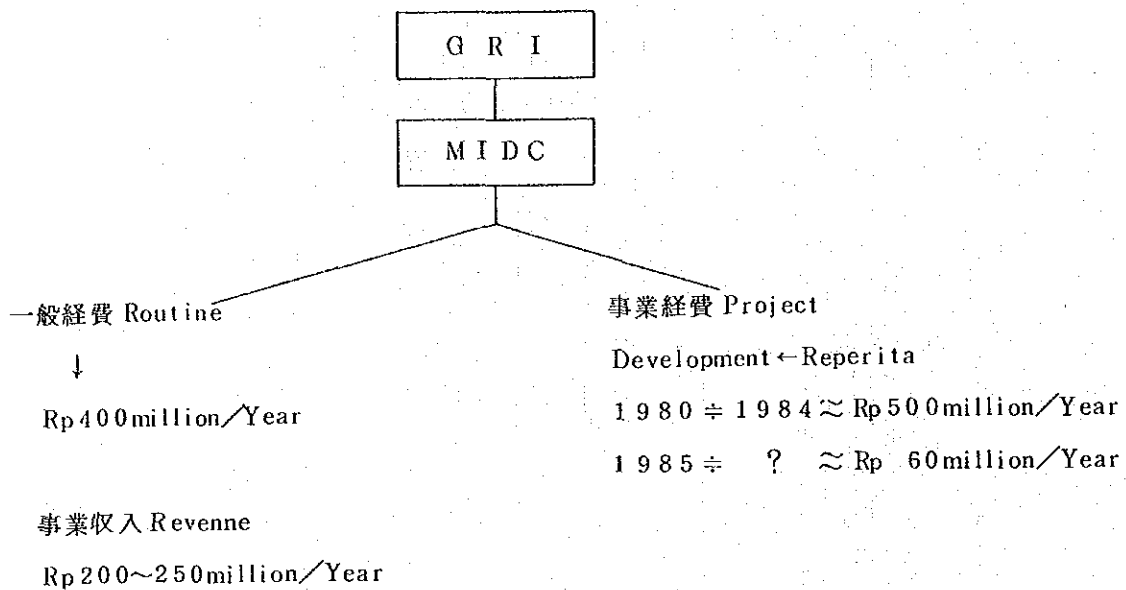 G R I
M I D C
一般経費 Routine
↓
Rp400million/Year
事業収入 Revenne
Rp200~250million/Year
事業経費 Project
Development←Reperita
1980÷1984≈Rp500million/Year
1985÷ ? ≈Rp 60million/Year